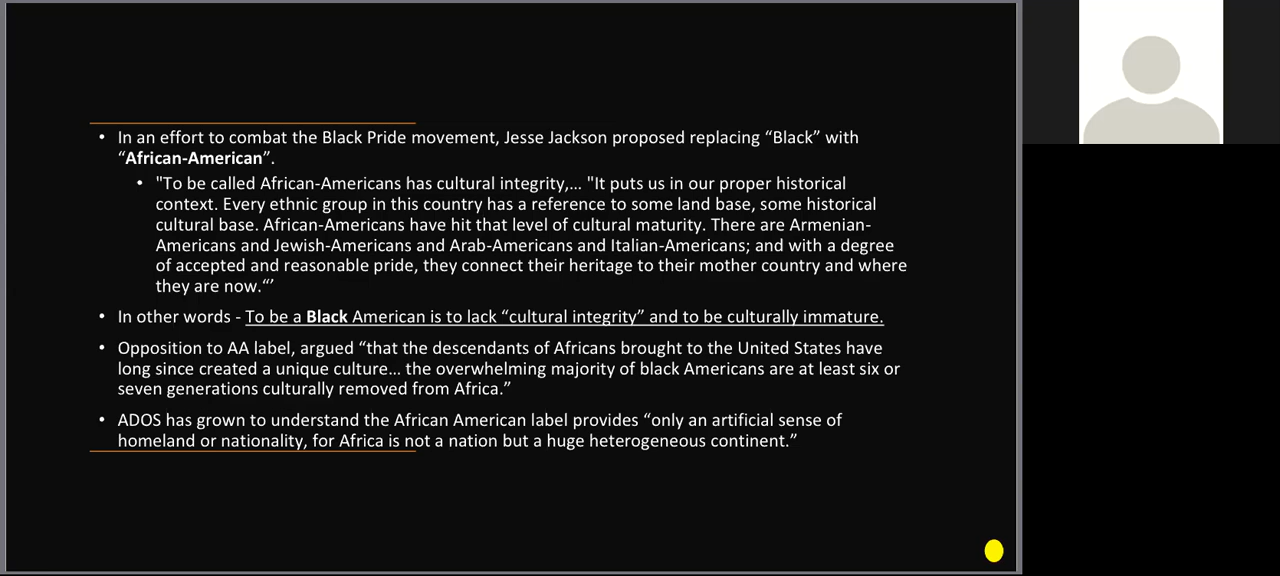 • In an effort to combat the Black Pride movement, Jesse Jackson proposed replacing “Black” with
“African-American”.
• "To be called African-Americans has cultural integrity,… "It puts us in our proper historical
context. Every ethnic group in this country has a reference to some land base, some historical
cultural base. African-Americans have hit that level of cultural maturity. There are Armenian-
Americans and Jewish-Americans and Arab-Americans and Italian-Americans; and with a degree
of accepted and reasonable pride, they connect their heritage to their mother country and where
they are now.“’
• In other words - To be a Black American is to lack “cultural integrity” and to be culturally immature.
• Opposition to AA label, argued “that the descendants of Africans brought to the United States have
long since created a unique culture… the overwhelming majority of black Americans are at least six or
seven generations culturally removed from Africa.”
• ADOS has grown to understand the African American label provides “only an artificial sense of
homeland or nationality, for Africa is not a nation but a huge heterogeneous continent.”